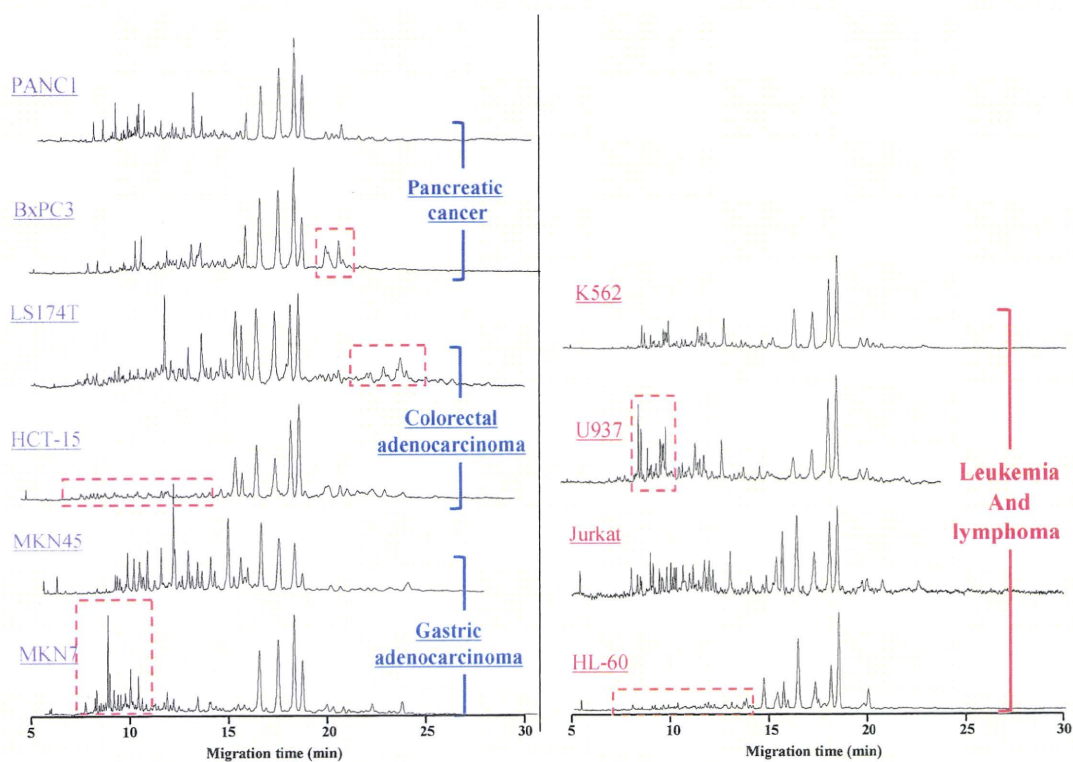 PANC1
BxPC3
Pancreatic
cancer
LS174T
HCT-15
Colorectal
adenocarcinoma
MKN45
MKN7
Gastric
adenocarcinoma
5 10 15 20 25 30
Migration time (min)
K562
U937
Jurkat
HL-60
Leukemia
And
lymphoma
5 10 15 20 25 30
Migration time (min)